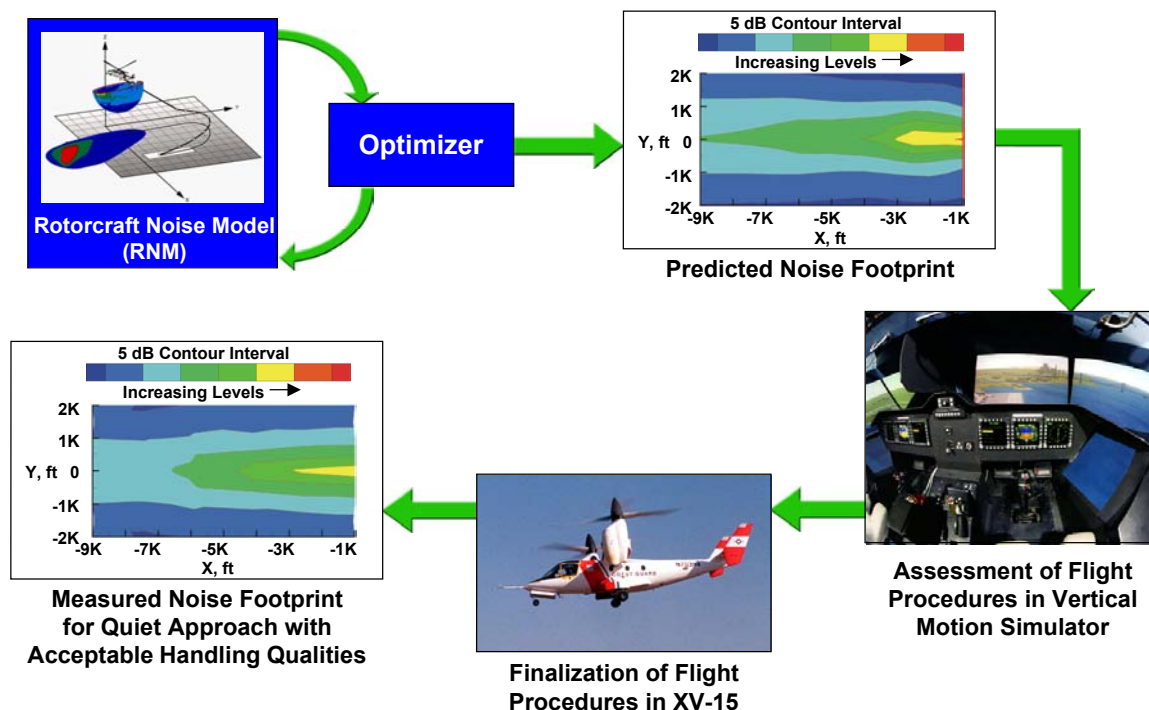 Rotorcraft Noise Model
(RNM)
Optimizer
5 dB Contour Interval
Increasing Levels
2K
1K
Y, ft 0
-1K
-2K
-9K -7K -5K -3K -1K
X, ft
Predicted Noise Footprint
Assessment of Flight
Procedures in Vertical
Motion Simulator
Finalization of Flight
Procedures in XV-15
5 dB Contour Interval
Increasing Levels
2K
1K
Y, ft 0
-1K
-2K
-9K -7K -5K -3K -1K
X, ft
Measured Noise Footprint
for Quiet Approach with
Acceptable Handling Qualities